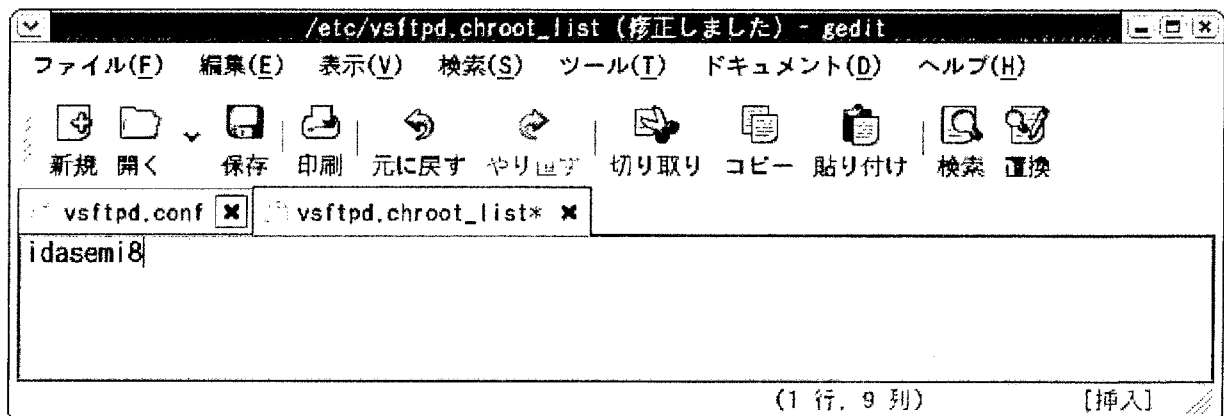 /etc/vsftpd.chroot_list (修正しました) - gedit
ファイル(F) 編集(E) 表示(V) 検索(S) ツール(T) ドキュメント(D) ヘルプ(H)
新規 開く 保存 印刷 元に戻す やり直す 切り取り コピー 貼り付け 検索 置換
vsftpd.conf vsftpd.chroot_list*
idasemi8
(1 行, 9 列) [挿入]